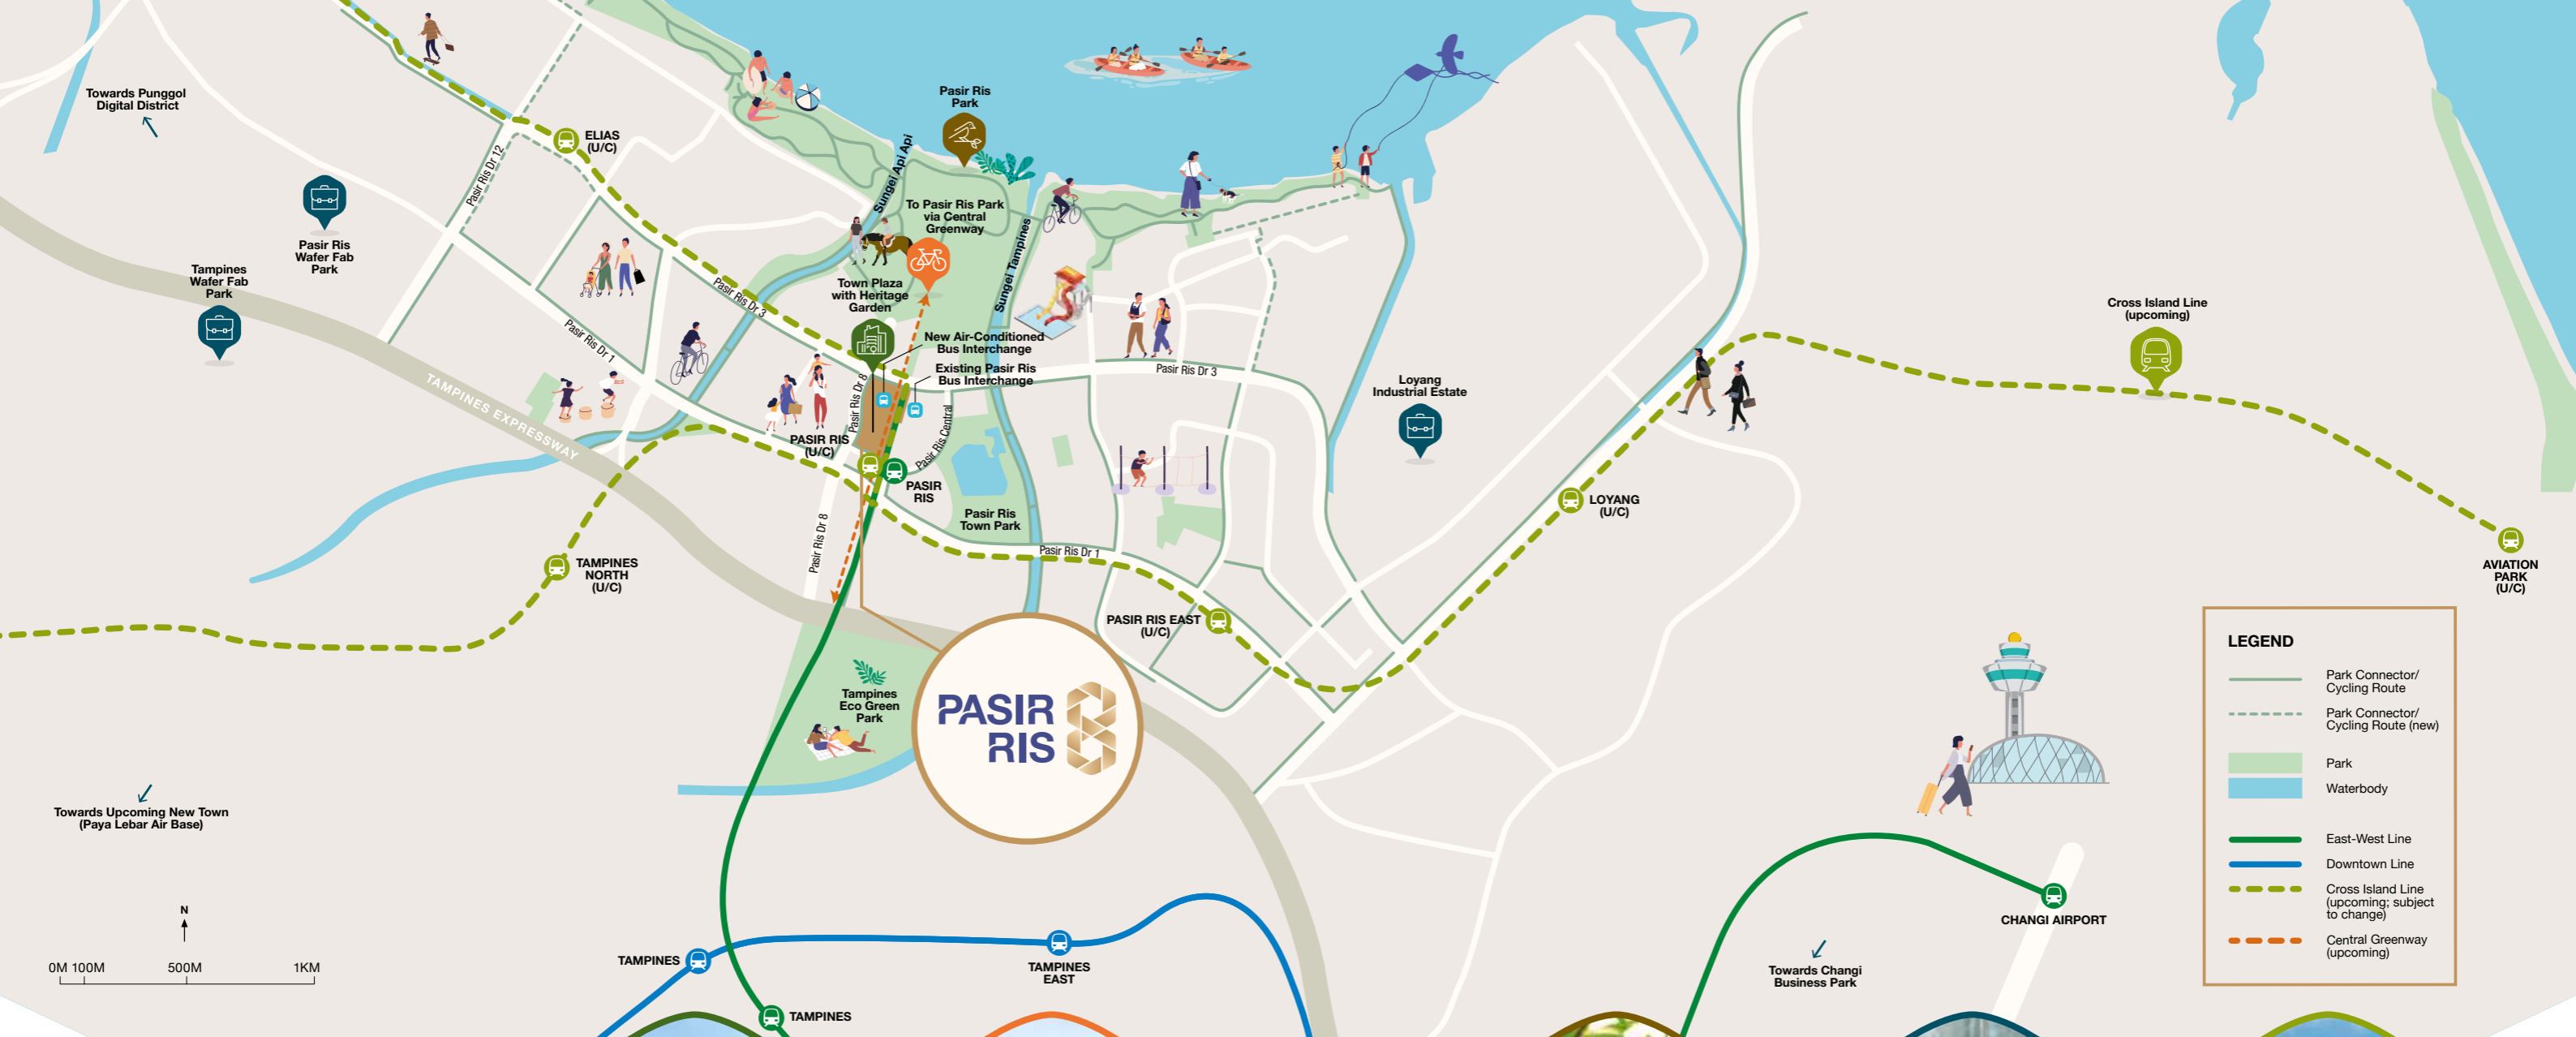 Towards Punggol
Digital District
ELIAS
(U/C)
Pasir Ris Dr 12
Pasir Ris
Wafer Fab
Park
Tampines
Wafer Fab
Park
Pasir Ris
Park
Sungei Api Api
To Pasir Ris Park
via Central
Greenway
Sungei Tampines
Town Plaza
with Heritage
Garden
New Air-Conditioned
Bus Interchange
Existing Pasir Ris
Bus Interchange
Pasir Ris Dr 3
Pasir Ris Dr 1
Pasir Ris Dr 8
Pasir Ris Dr 3
Pasir Ris Central
TAMPINES EXPRESSWAY
PASIR RIS
(U/C)
PASIR
RIS
Pasir Ris
Town Park
Pasir Ris Dr 8
Pasir Ris Dr 1
Loyang
Industrial Estate
Cross Island Line
(upcoming)
LOYANG
(U/C)
AVIATION
PARK
(U/C)
TAMPINES
NORTH
(U/C)
PASIR RIS EAST
(U/C)
Tampines
Eco Green
Park
PASIR
RIS
8
Towards Upcoming New Town
(Paya Lebar Air Base)
N
0M 100M 500M 1KM
TAMPINES
TAMPINES
EAST
TAMPINES
CHANGI AIRPORT
Towards Changi
Business Park
LEGEND
Park Connector/
Cycling Route
Park Connector/
Cycling Route (new)
Park
Waterbody
East-West Line
Downtown Line
Cross Island Line
(upcoming; subject
to change)
Central Greenway
(upcoming)